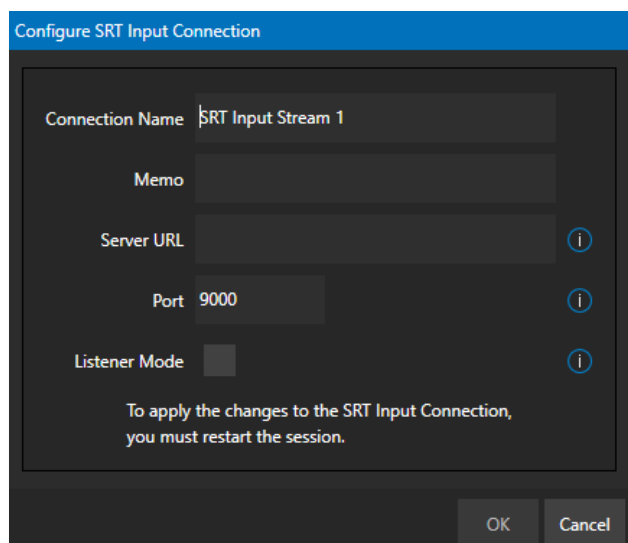 Configure SRT Input Connection
Connection Name SRT Input Stream 1
Memo
Server URL i
Port 9000 i
Listener Mode i
To apply the changes to the SRT Input Connection,
you must restart the session.
OK Cancel